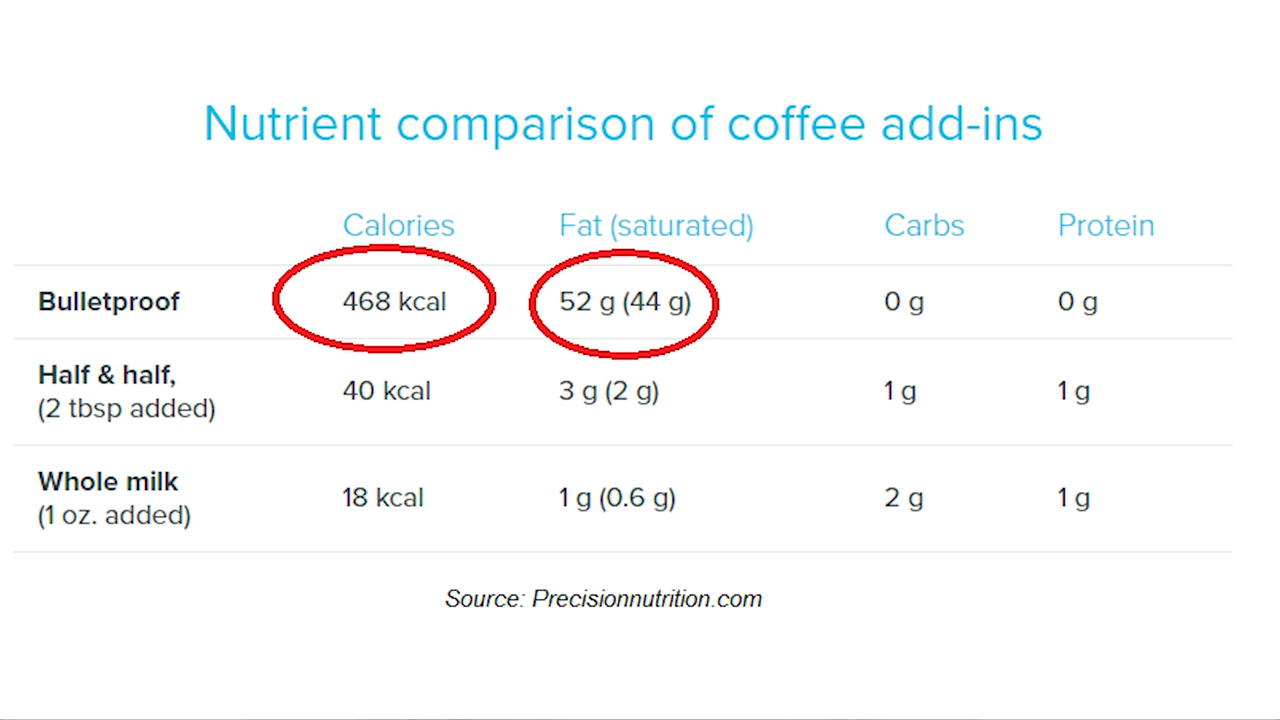 Nutrient comparison of coffee add-ins
Calories Fat (saturated) Carbs Protein
Bulletproof 468 kcal 52 g (44 g) 0 g 0 g
Half & half,
(2 tbsp added) 40 kcal 3 g (2 g) 1 g 1 g
Whole milk
(1 oz. added) 18 kcal 1 g (0.6 g) 2 g 1 g
Source: Precisionnutrition.com